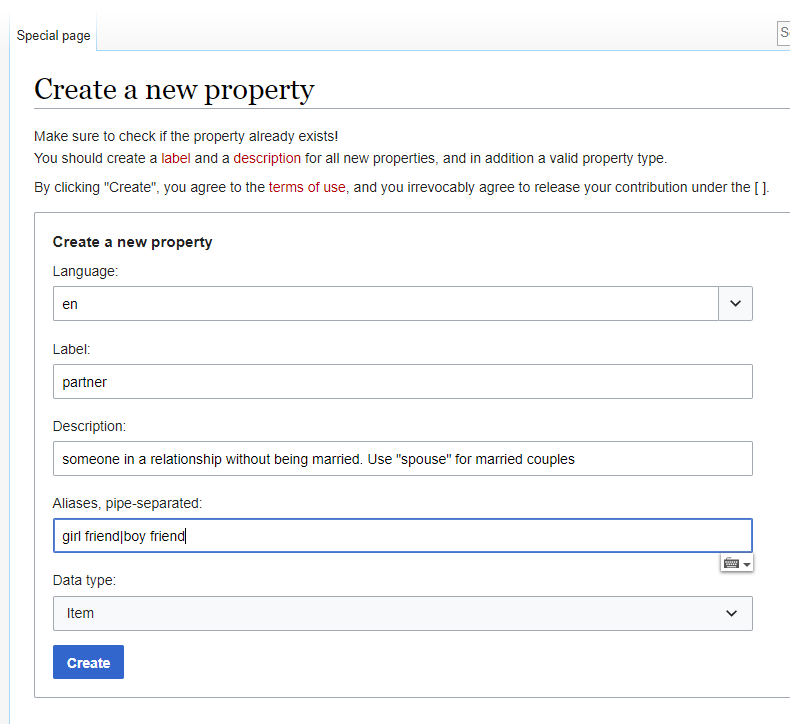 Special page
S
Create a new property
Make sure to check if the property already exists!
You should create a label and a description for all new properties, and in addition a valid property type.
By clicking "Create", you agree to the terms of use, and you irrevocably agree to release your contribution under the [ ].
Create a new property
Language:
en
Label:
partner
Description:
someone in a relationship without being married. Use "spouse" for married couples
Aliases, pipe-separated:
girl friend|boy friend
Data type:
Item
Create